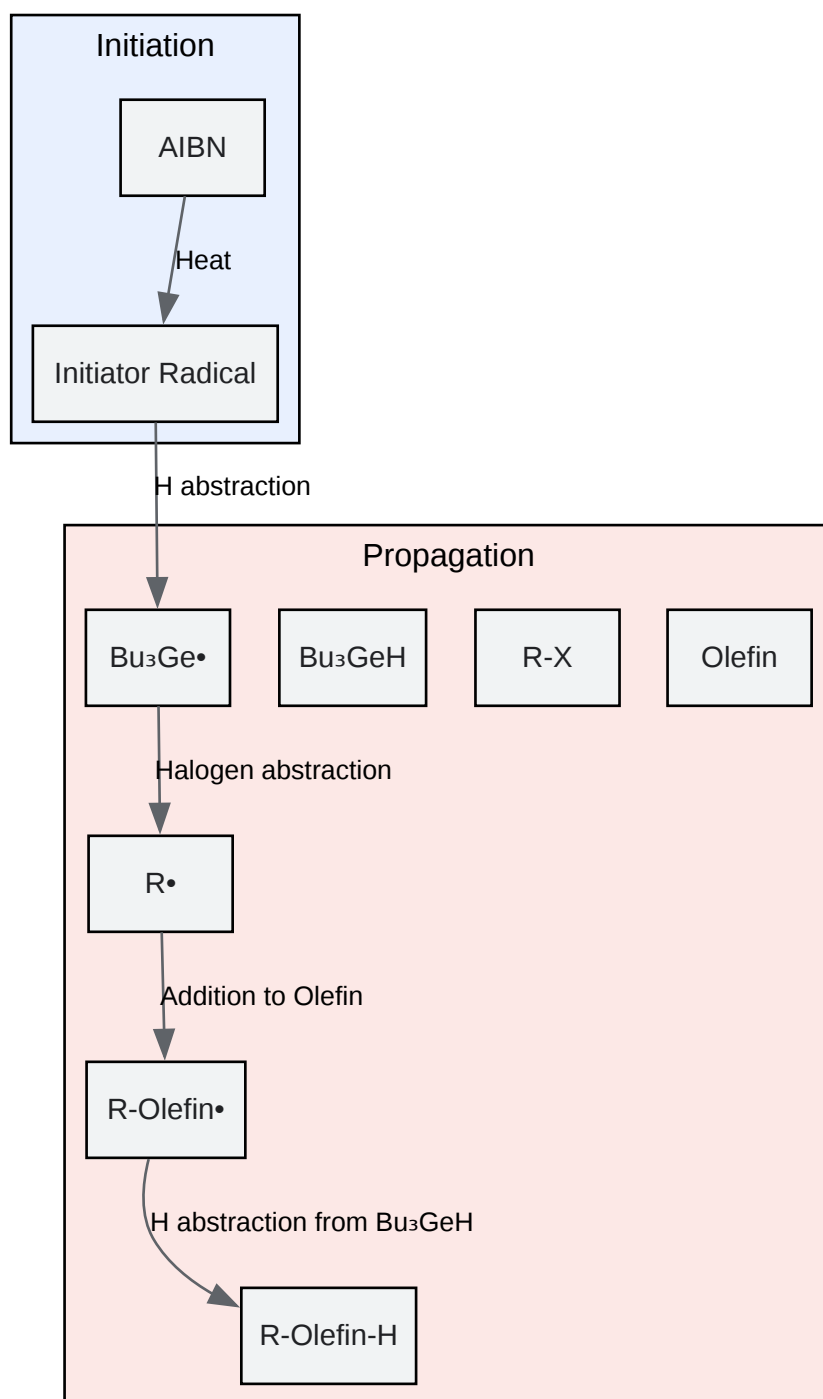 Initiation
AIBN
Heat
Initiator Radical
H abstraction
Propagation
Bu₃Ge•
Bu₃GeH
R-X
Olefin
Halogen abstraction
R•
Addition to Olefin
R-Olefin•
H abstraction from Bu₃GeH
R-Olefin-H